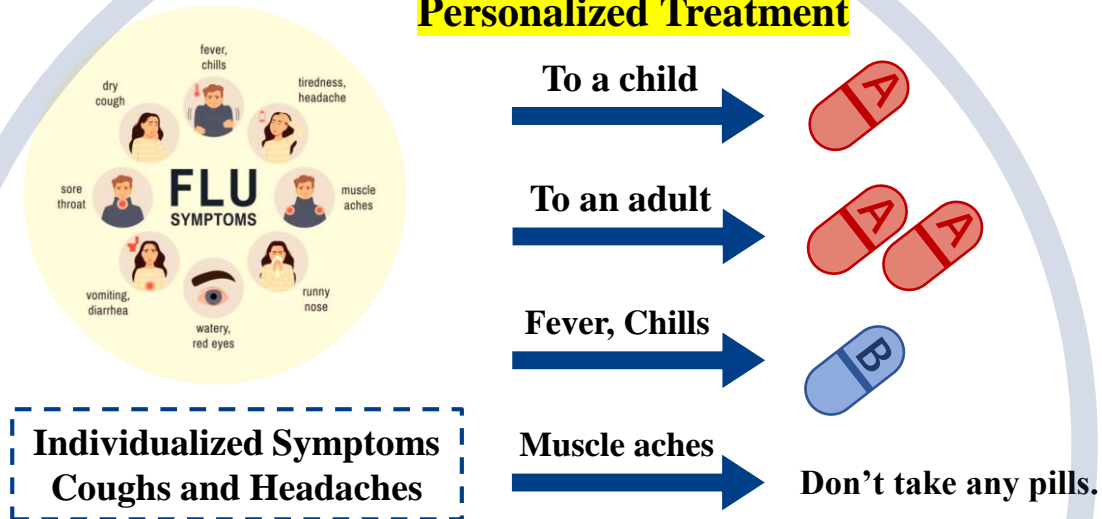 Personalized Treatment
fever,
chills
tiredness,
headache
dry
cough
sore
throat
FLU
SYMPTOMS
muscle
aches
vomiting,
diarrhea
runny
nose
watery,
red eyes
To a child
A
To an adult
A
A
Fever, Chills
B
Muscle aches
Don’t take any pills.
Individualized Symptoms
Coughs and Headaches